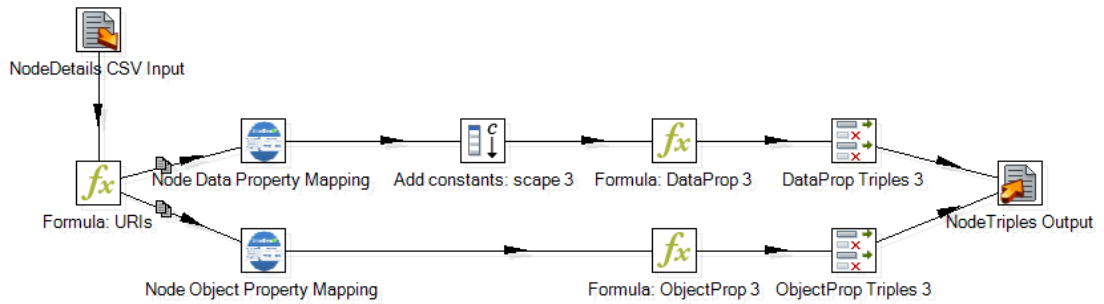 NodeDetails CSV Input
Node Data Property Mapping
Add constants: scape 3
Formula: DataProp 3
DataProp Triples 3
Formula: URIs
NodeTriples Output
Node Object Property Mapping
Formula: ObjectProp 3
ObjectProp Triples 3